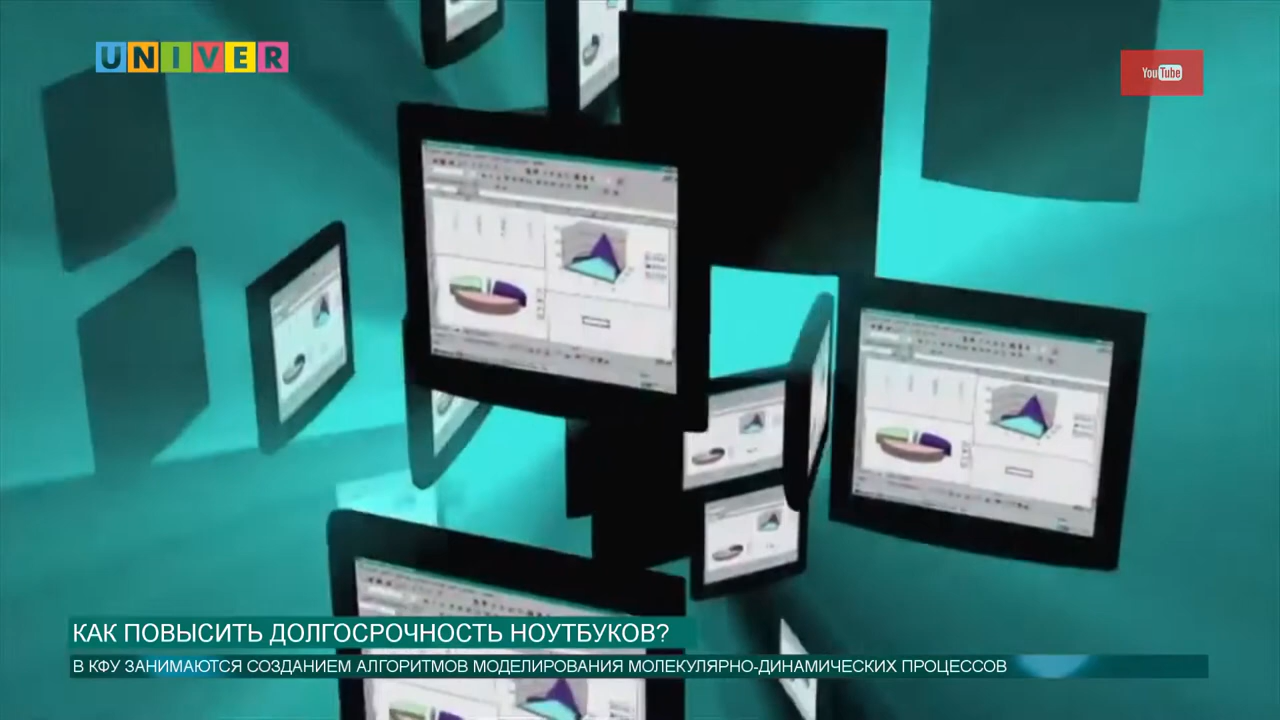 UNIVER
YouTube
КАК ПОВЫСИТЬ ДОЛГОСРОЧНОСТЬ НОУТБУКОВ?
В КФУ ЗАНИМАЮТСЯ СОЗДАНИЕМ АЛГОРИТМОВ МОДЕЛИРОВАНИЯ МОЛЕКУЛЯРНО-ДИНАМИЧЕСКИХ ПРОЦЕССОВ